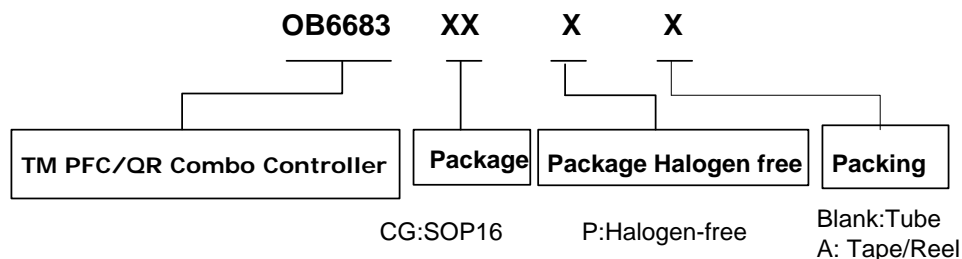 OB6683 XX X X
TM PFC/QR Combo Controller
Package
Package Halogen free
Packing
CG:SOP16
P:Halogen-free
Blank:Tube
A: Tape/Reel